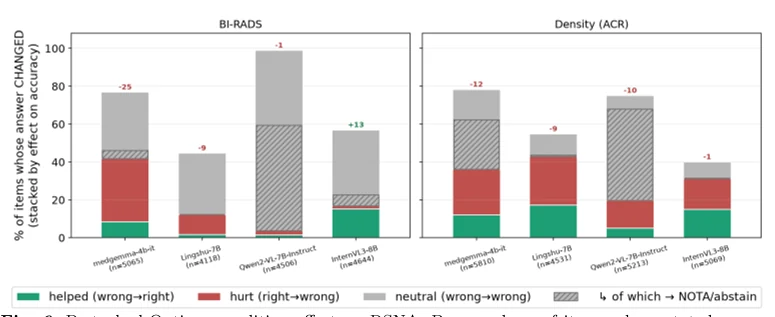 BI-RADS
Density (ACR)
% of items whose answer CHANGED
(stacked by effect on accuracy)
100
80
60
40
20
0
-25
-9
-1
+13
-12
-9
-10
-1
medgemma-4b-it
(n=5065)
Lingshu-7B
(n=4118)
Qwen2-VL-7B-Instruct
(n=4506)
InternVL3-8B
(n=4644)
medgemma-4b-it
(n=5810)
Lingshu-7B
(n=4531)
Qwen2-VL-7B-Instruct
(n=5213)
InternVL3-8B
(n=5069)
helped (wrong→right)
hurt (right→wrong)
neutral (wrong→wrong)
↳ of which → NOTA/abstain